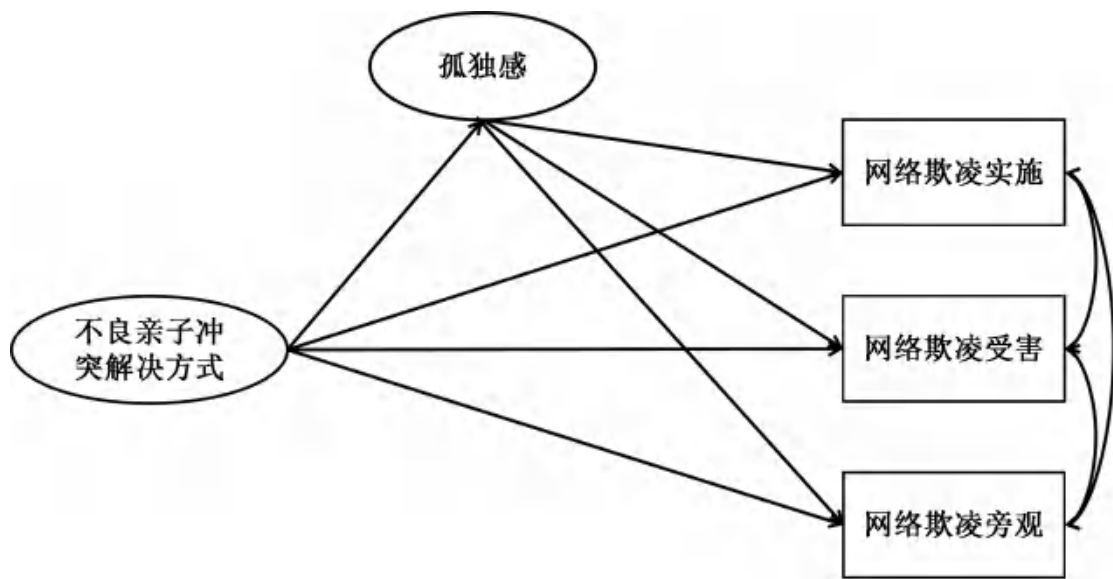 孤独感
网络欺凌实施
不良亲子冲
突解决方式
网络欺凌受害
网络欺凌旁观